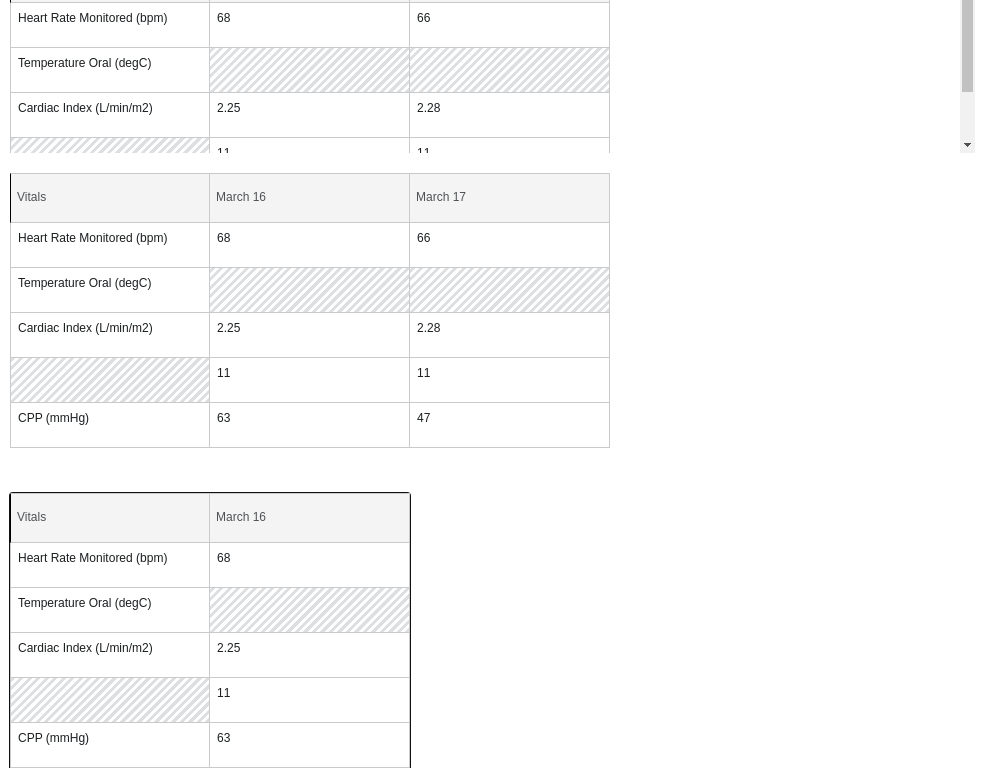 Heart Rate Monitored (bpm) 68 66
Temperature Oral (degC)
Cardiac Index (L/min/m2) 2.25 2.28
11 11
Vitals March 16 March 17
Heart Rate Monitored (bpm) 68 66
Temperature Oral (degC)
Cardiac Index (L/min/m2) 2.25 2.28
11 11
CPP (mmHg) 63 47
Vitals March 16
Heart Rate Monitored (bpm) 68
Temperature Oral (degC)
Cardiac Index (L/min/m2) 2.25
11
CPP (mmHg) 63